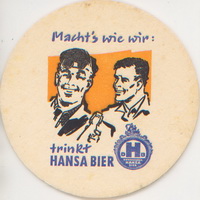 Macht's wie wir:
trinkt
HANSA BIER
H